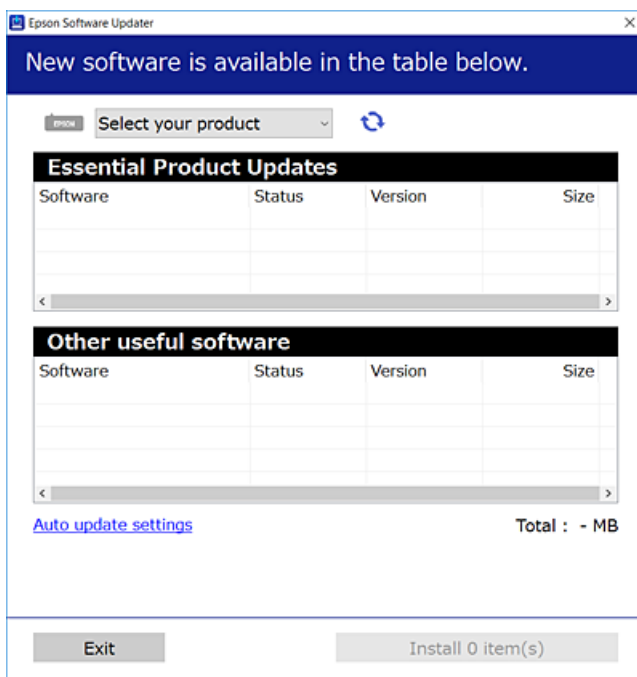 Epson Software Updater
New software is available in the table below.
EPSON Select your product
Essential Product Updates
Software Status Version Size
Other useful software
Software Status Version Size
Auto update settings Total : - MB
Exit Install 0 item(s)